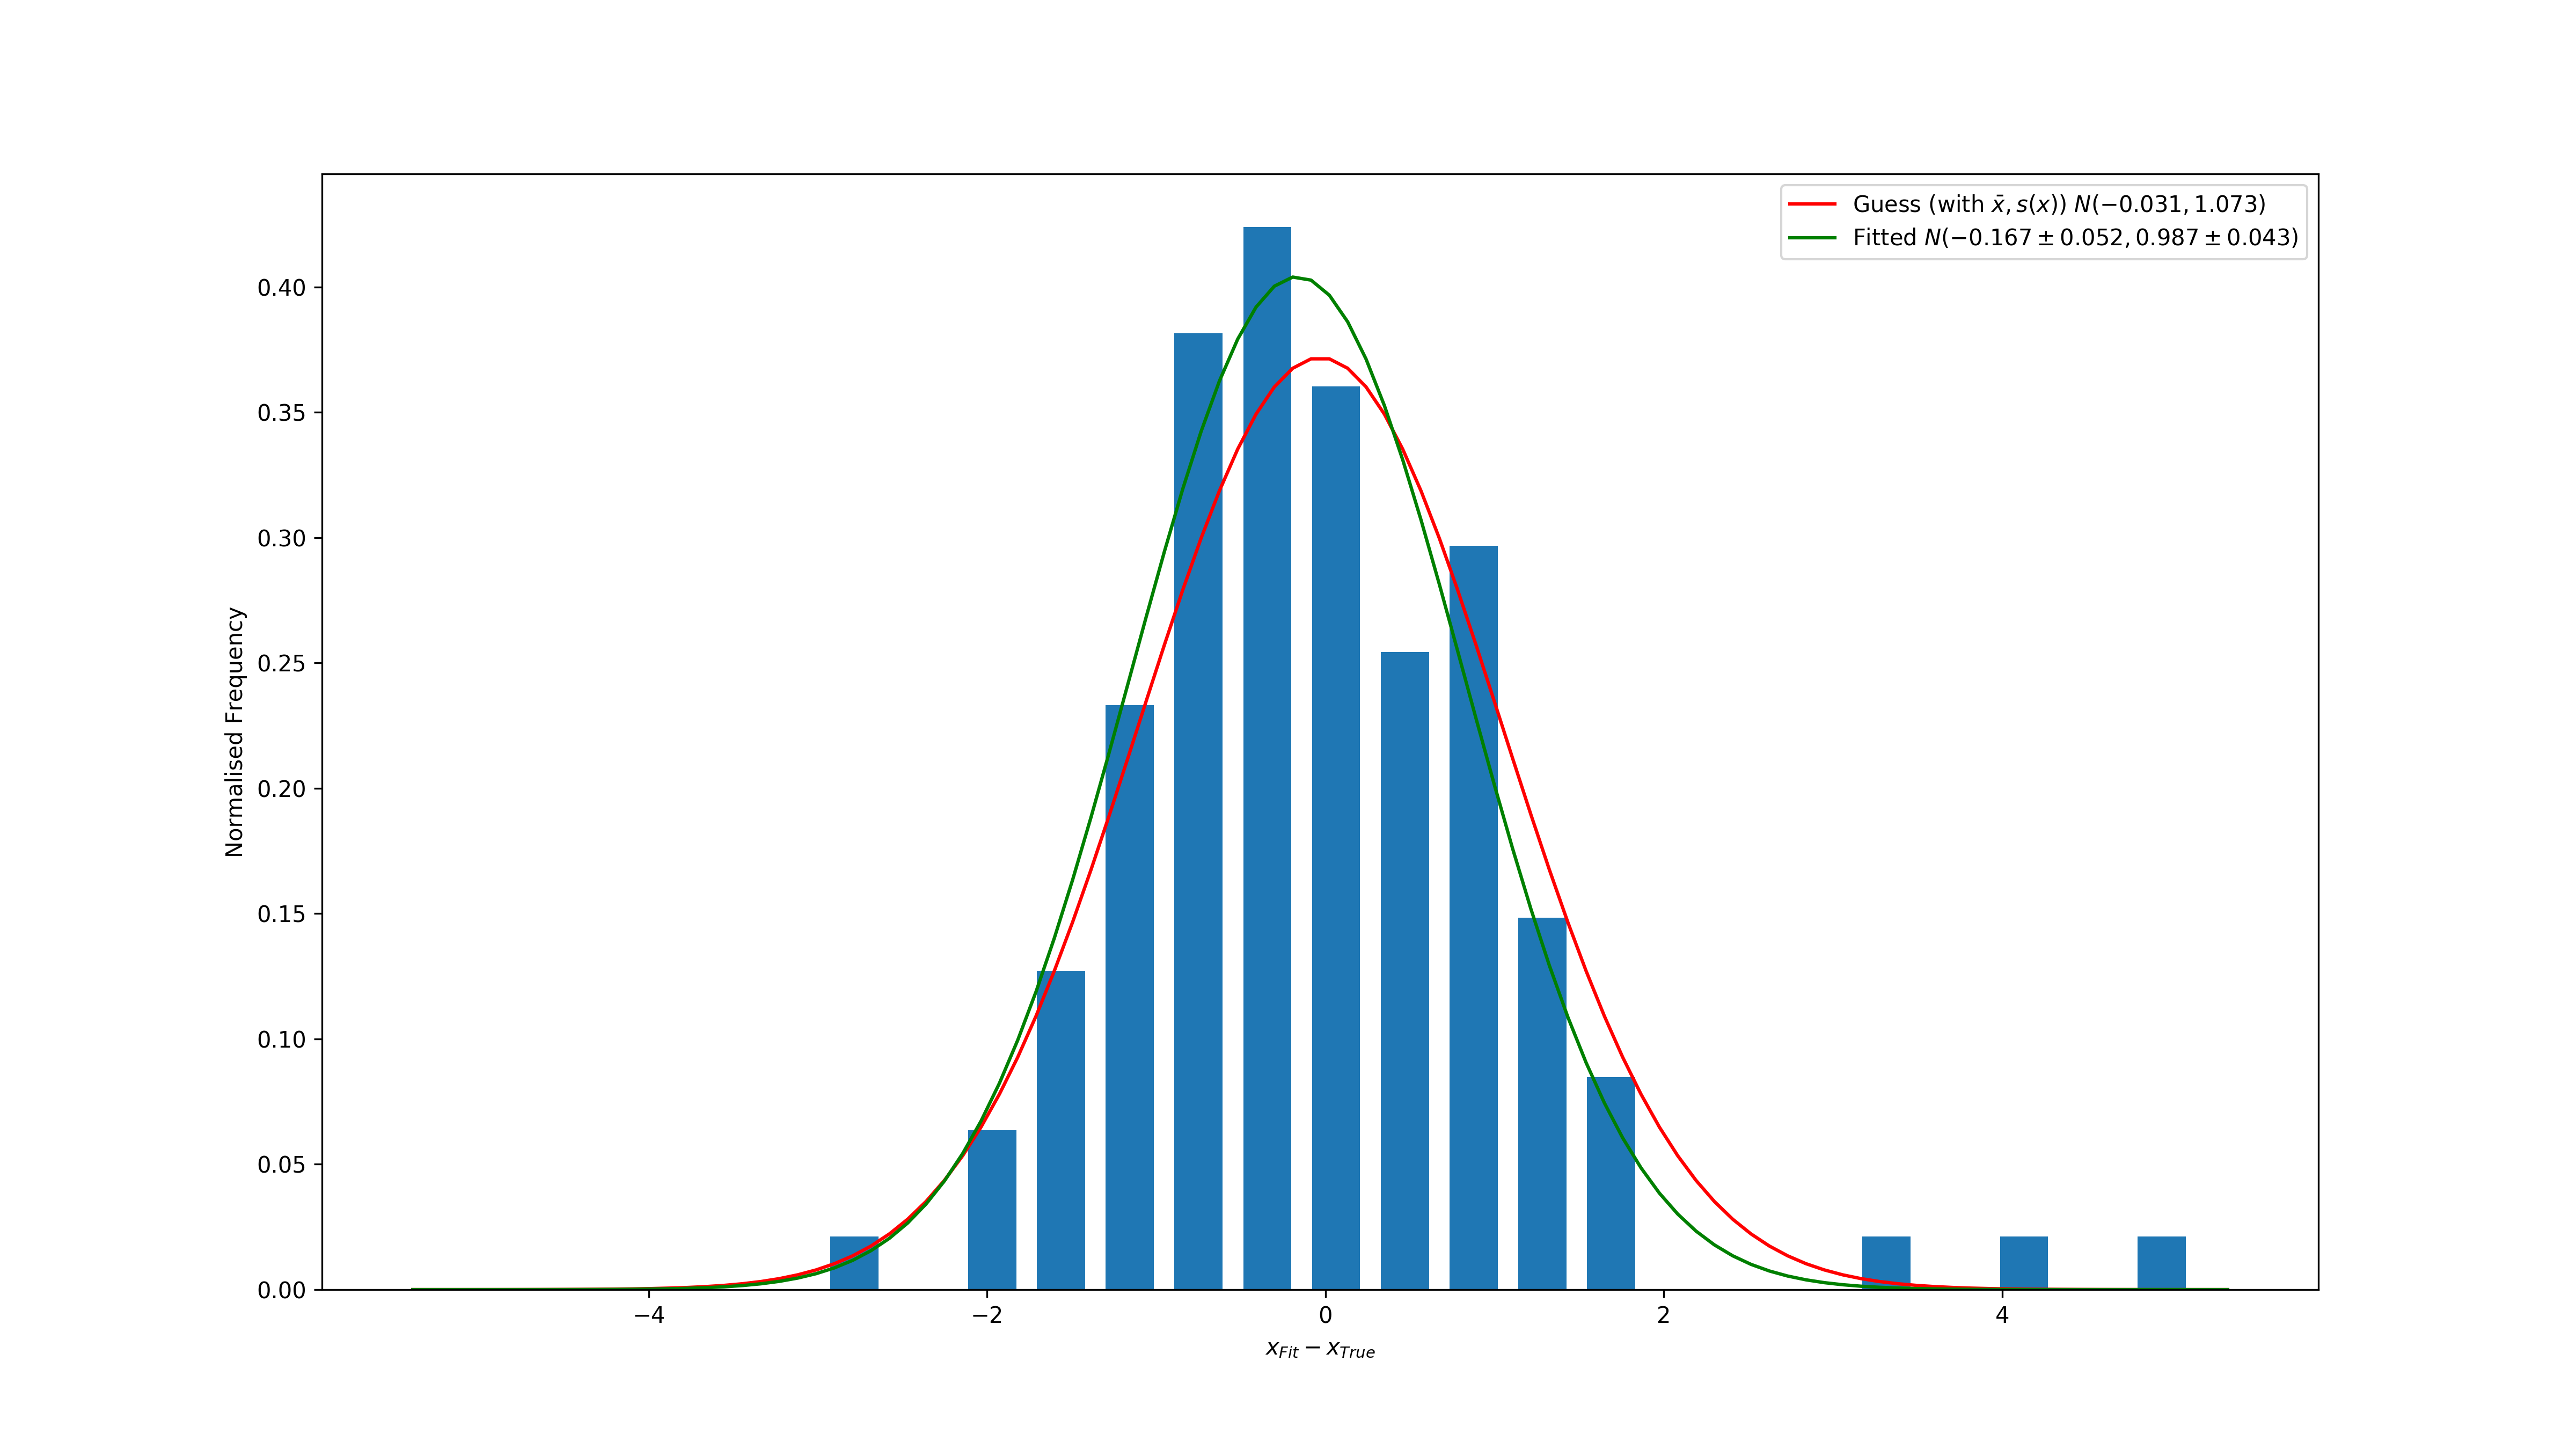 Guess (with x̄, s(x)) N(−0.031, 1.073)
Fitted N(−0.167 ± 0.052, 0.987 ± 0.043)
0.40
0.35
0.30
0.25
0.20
0.15
0.10
0.05
0.00
Normalised Frequency
−4 −2 0 2 4
x_Fit − x_True